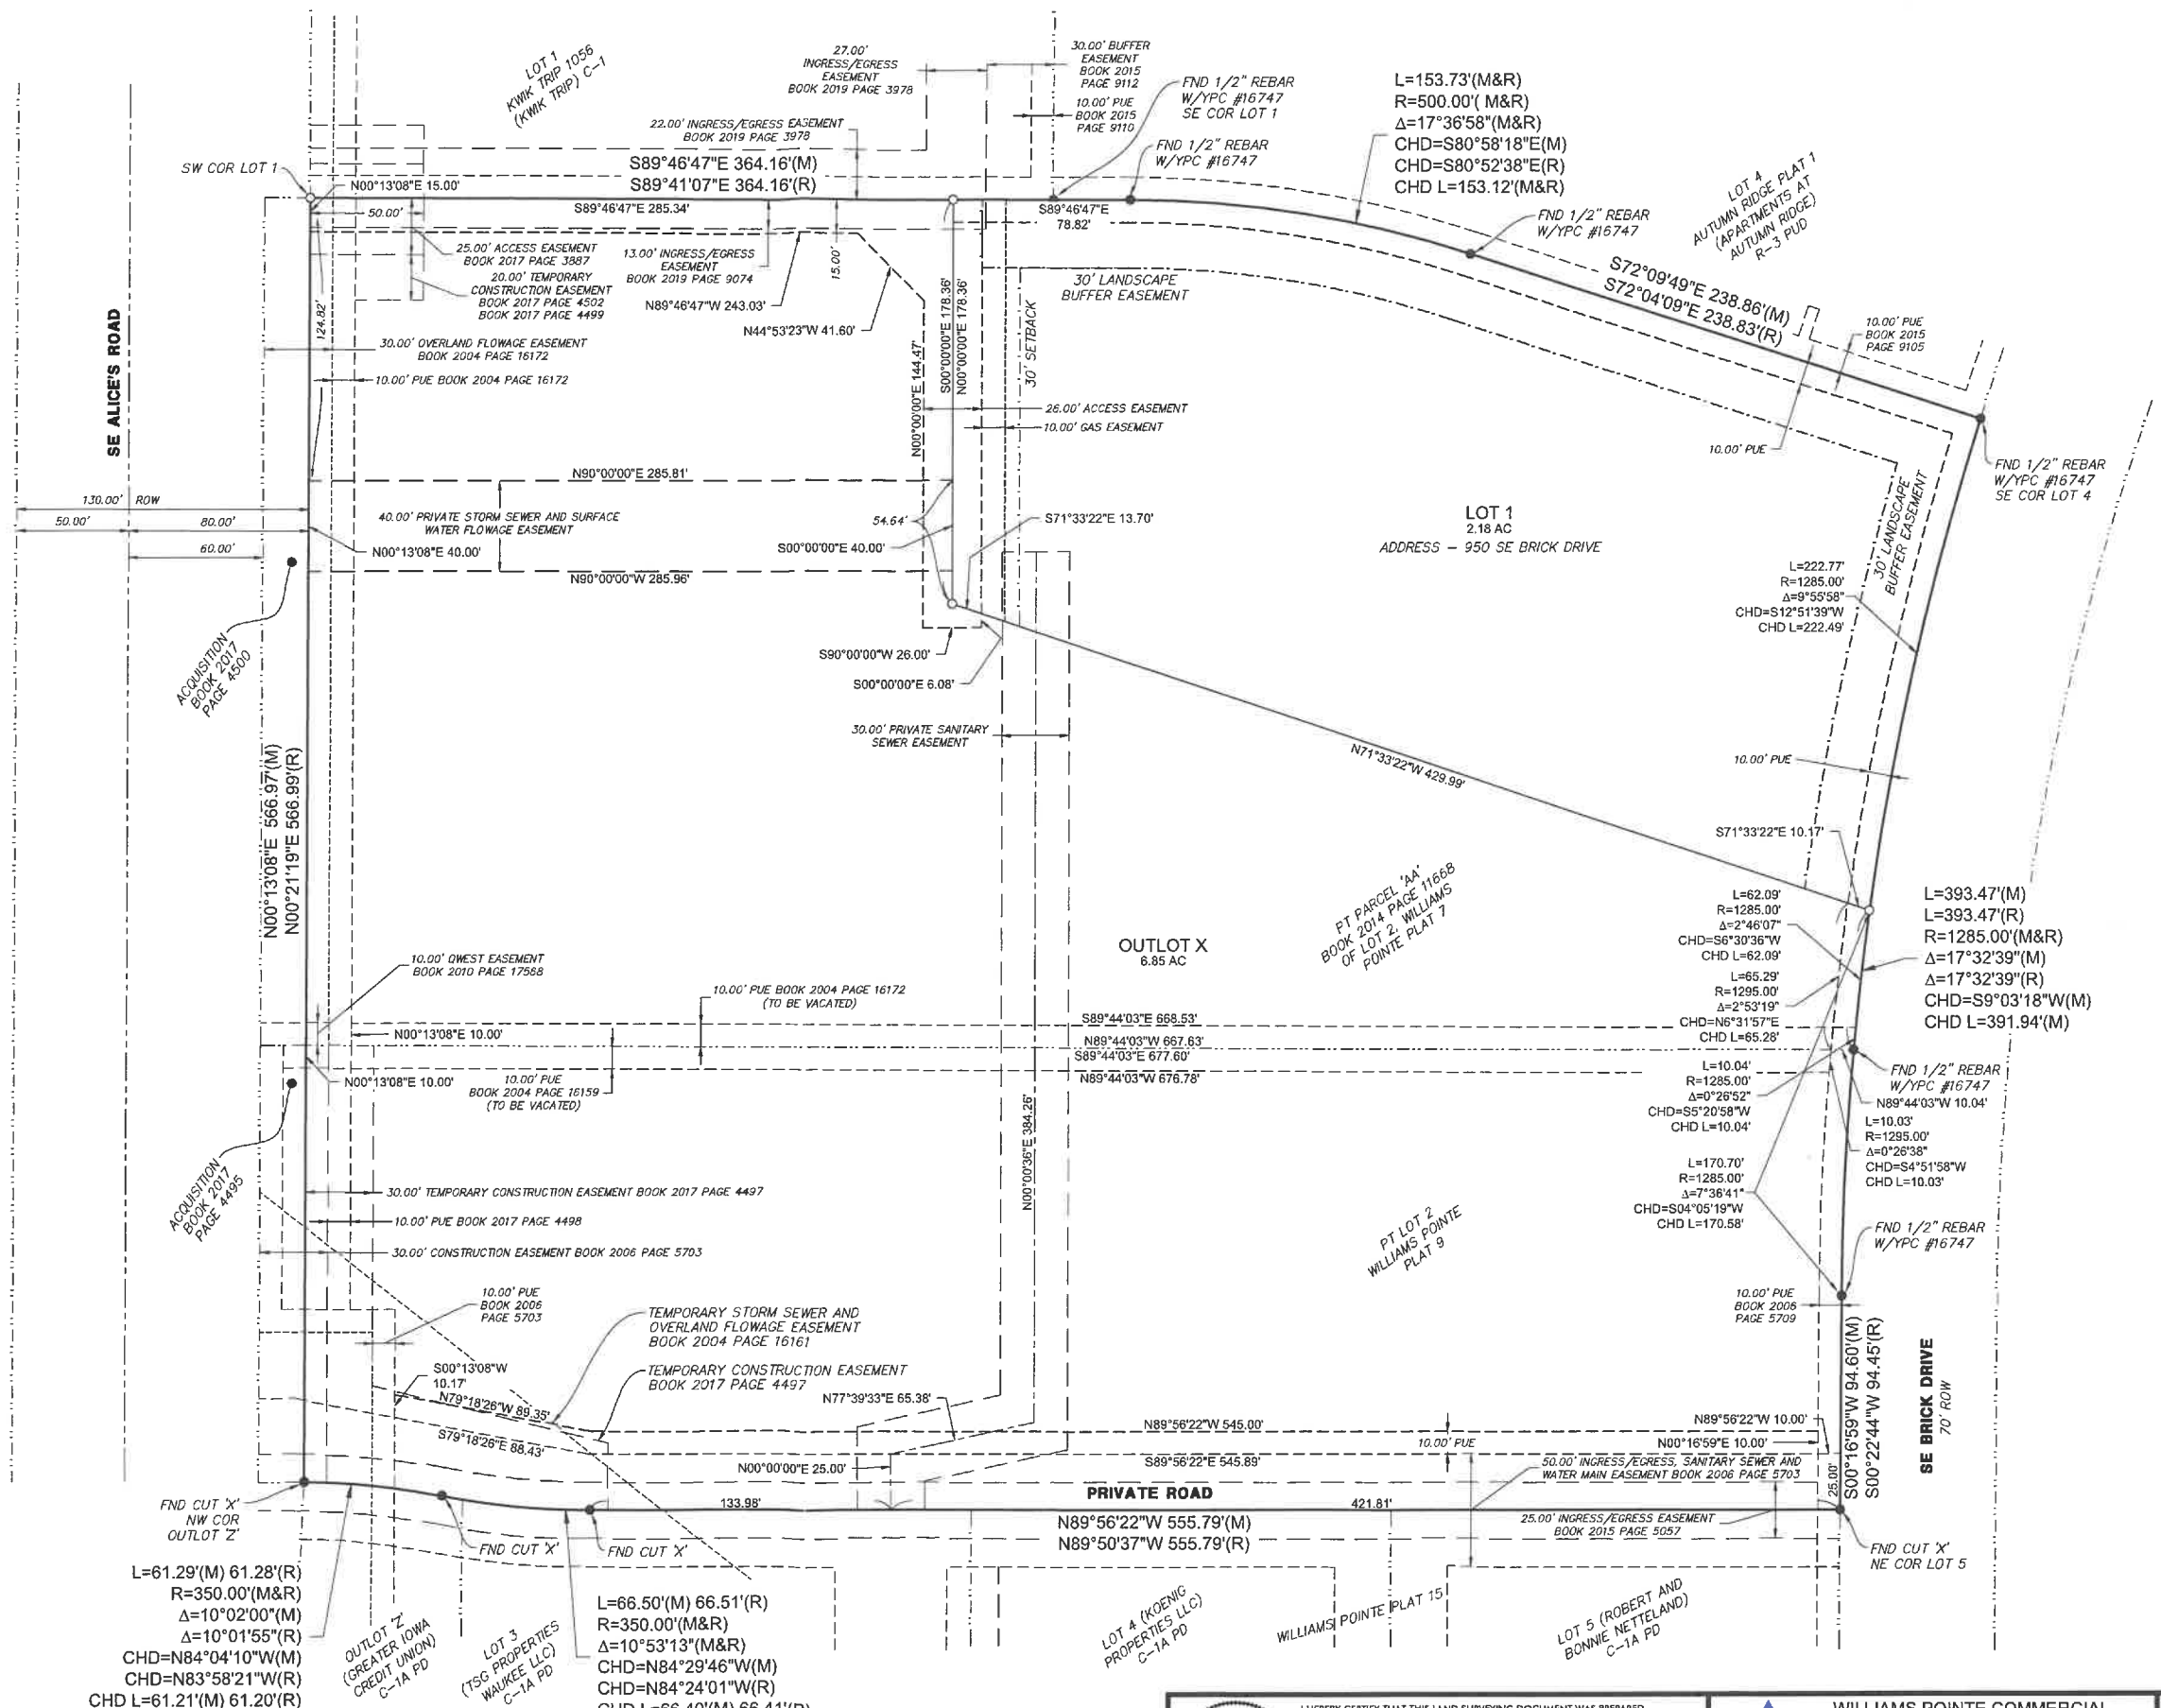 LOT 1
KWIK TRIP 1056
(KWIK TRIP) C-1
27.00'
INGRESS/EGRESS
EASEMENT
BOOK 2019 PAGE 3978
30.00' BUFFER
EASEMENT
BOOK 2015
PAGE 9112
10.00' PUE
BOOK 2015
PAGE 9110
FND 1/2" REBAR
W/YPC #16747
SE COR LOT 1
FND 1/2" REBAR
W/YPC #16747
L=153.73'(M&R)
R=500.00'( M&R)
Δ=17°36'58"(M&R)
CHD=S80°58'18"E(M)
CHD=S80°52'38"E(R)
CHD L=153.12'(M&R)
22.00' INGRESS/EGRESS EASEMENT
BOOK 2019 PAGE 3978
SW COR LOT 1
N00°13'08"E 15.00'
S89°46'47"E 364.16'(M)
S89°41'07"E 364.16'(R)
50.00'
S89°46'47"E 285.34'
S89°46'47"E
78.82'
FND 1/2" REBAR
W/YPC #16747
LOT 4
AUTUMN RIDGE PLAT 1
(APARTMENTS AT
AUTUMN RIDGE)
R-3 PUD
25.00' ACCESS EASEMENT
BOOK 2017 PAGE 3887
20.00' TEMPORARY
CONSTRUCTION EASEMENT
BOOK 2017 PAGE 4502
BOOK 2017 PAGE 4499
13.00' INGRESS/EGRESS
EASEMENT
BOOK 2019 PAGE 9074
15.00'
N89°46'47"W 243.03'
N44°53'23"W 41.60'
30' LANDSCAPE
BUFFER EASEMENT
S72°09'49"E 238.86'(M)
S72°04'09"E 238.83'(R)
10.00' PUE
BOOK 2015
PAGE 9105
SE ALICE'S ROAD
124.82'
30.00' OVERLAND FLOWAGE EASEMENT
BOOK 2004 PAGE 16172
10.00' PUE BOOK 2004 PAGE 16172
N00°00'00"E 144.47'
S00°00'00"E 178.36'
N00°00'00"E 178.36'
30' SETBACK
26.00' ACCESS EASEMENT
10.00' GAS EASEMENT
10.00' PUE
FND 1/2" REBAR
W/YPC #16747
SE COR LOT 4
130.00' ROW
50.00'
80.00'
60.00'
N90°00'00"E 285.81'
40.00' PRIVATE STORM SEWER AND SURFACE
WATER FLOWAGE EASEMENT
N00°13'08"E 40.00'
N90°00'00"W 285.96'
54.64'
S00°00'00"E 40.00'
S71°33'22"E 13.70'
LOT 1
2.18 AC
ADDRESS - 950 SE BRICK DRIVE
30' LANDSCAPE
BUFFER EASEMENT
L=222.77'
R=1285.00'
Δ=9°55'58"
CHD=S12°51'39"W
CHD L=222.49'
ACQUISITION
BOOK 2017
PAGE 4500
S90°00'00"W 26.00'
S00°00'00"E 6.08'
30.00' PRIVATE SANITARY
SEWER EASEMENT
N71°33'22"W 429.99'
10.00' PUE
N00°13'08"E 566.97'(M)
N00°21'19"E 566.99'(R)
S71°33'22"E 10.17'
PT PARCEL 'AA'
BOOK 2014 PAGE 11668
OF LOT 2, WILLIAMS
POINTE PLAT 7
OUTLOT X
6.85 AC
L=62.09'
R=1285.00'
Δ=2°46'07"
CHD=S6°30'36"W
CHD L=62.09'
L=65.29'
R=1295.00'
Δ=2°53'19"
CHD=N6°31'57"E
CHD L=65.28'
L=393.47'(M)
L=393.47'(R)
R=1285.00'(M&R)
Δ=17°32'39"(M)
Δ=17°32'39"(R)
CHD=S9°03'18"W(M)
CHD L=391.94'(M)
10.00' QWEST EASEMENT
BOOK 2010 PAGE 17588
10.00' PUE BOOK 2004 PAGE 16172
(TO BE VACATED)
N00°13'08"E 10.00'
S89°44'03"E 668.53'
N89°44'03"W 667.63'
S89°44'03"E 677.60'
N89°44'03"W 676.78'
N00°13'08"E 10.00'
10.00' PUE
BOOK 2004 PAGE 16159
(TO BE VACATED)
L=10.04'
R=1285.00'
Δ=0°26'52"
CHD=S5°20'58"W
CHD L=10.04'
FND 1/2" REBAR
W/YPC #16747
N89°44'03"W 10.04'
L=10.03'
R=1295.00'
Δ=0°26'38"
CHD=S4°51'58"W
CHD L=10.03'
N00°00'36"E 384.26'
ACQUISITION
BOOK 2017
PAGE 4495
30.00' TEMPORARY CONSTRUCTION EASEMENT BOOK 2017 PAGE 4497
10.00' PUE BOOK 2017 PAGE 4498
30.00' CONSTRUCTION EASEMENT BOOK 2006 PAGE 5703
L=170.70'
R=1285.00'
Δ=7°36'41"
CHD=S04°05'19"W
CHD L=170.58'
PT LOT 2
WILLIAMS POINTE
PLAT 9
FND 1/2" REBAR
W/YPC #16747
10.00' PUE
BOOK 2006
PAGE 5703
TEMPORARY STORM SEWER AND
OVERLAND FLOWAGE EASEMENT
BOOK 2004 PAGE 16161
10.00' PUE
BOOK 2006
PAGE 5709
S00°13'08"W
10.17'
TEMPORARY CONSTRUCTION EASEMENT
BOOK 2017 PAGE 4497
N79°18'26"W 89.35'
S79°18'26"E 88.43'
N77°39'33"E 65.38'
N89°56'22"W 545.00'
N89°56'22"W 10.00'
10.00' PUE
N00°16'59"E 10.00'
S00°16'59"W 94.60'(M)
S00°22'44"W 94.45'(R)
SE BRICK DRIVE
70' ROW
N00°00'00"E 25.00'
S89°56'22"E 545.89'
50.00' INGRESS/EGRESS, SANITARY SEWER AND
WATER MAIN EASEMENT BOOK 2006 PAGE 5703
25.00'
PRIVATE ROAD
133.98'
421.81'
FND CUT 'X'
NW COR
OUTLOT 'Z'
FND CUT 'X'
FND CUT 'X'
N89°56'22"W 555.79'(M)
N89°50'37"W 555.79'(R)
25.00' INGRESS/EGRESS EASEMENT
BOOK 2015 PAGE 5057
FND CUT 'X'
NE COR LOT 5
L=61.29'(M) 61.28'(R)
R=350.00'(M&R)
Δ=10°02'00"(M)
Δ=10°01'55"(R)
CHD=N84°04'10"W(M)
CHD=N83°58'21"W(R)
CHD L=61.21'(M) 61.20'(R)
OUTLOT 'Z'
(GREATER IOWA
CREDIT UNION)
C-1A PD
LOT 3
(TSG PROPERTIES
WAUKEE LLC)
C-1A PD
L=66.50'(M) 66.51'(R)
R=350.00'(M&R)
Δ=10°53'13"(M&R)
CHD=N84°29'46"W(M)
CHD=N84°24'01"W(R)
CHD L=66.40'(M) 66.41'(R)
LOT 4 (KOENIG
PROPERTIES LLC)
C-1A PD
WILLIAMS POINTE PLAT 15
LOT 5 (ROBERT AND
BONNIE NETTELAND)
C-1A PD
I HEREBY CERTIFY THAT THIS LAND SURVEYING DOCUMENT WAS PREPARED
WILLIAMS POINTE COMMERCIAL